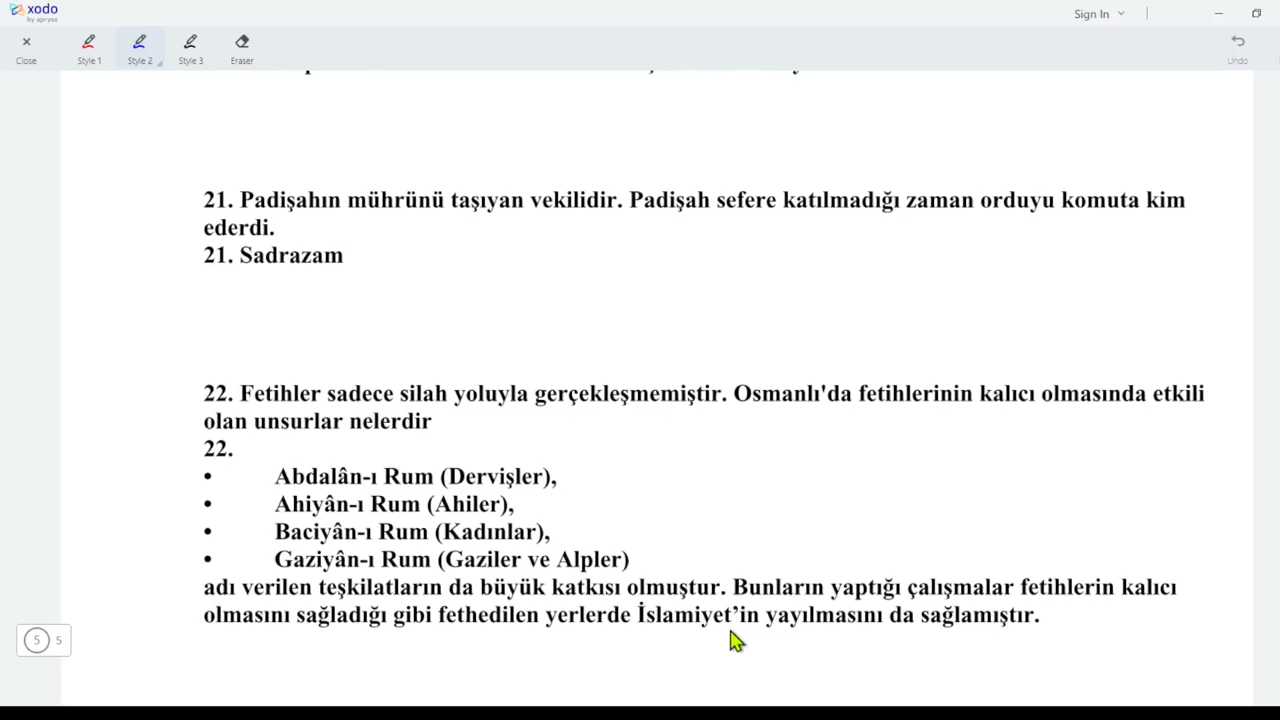 xodo
by apryse
Sign In
Close
Style 1
Style 2
Style 3
Eraser
Undo
21. Padişahın mührünü taşıyan vekilidir. Padişah sefere katılmadığı zaman orduyu komuta kim
ederdi.
21. Sadrazam
22. Fetihler sadece silah yoluyla gerçekleşmemiştir. Osmanlı'da fetihlerinin kalıcı olmasında etkili
olan unsurlar nelerdir
22.
• Abdalân-ı Rum (Dervişler),
• Ahiyân-ı Rum (Ahiler),
• Baciyân-ı Rum (Kadınlar),
• Gaziyân-ı Rum (Gaziler ve Alpler)
adı verilen teşkilatların da büyük katkısı olmuştur. Bunların yaptığı çalışmalar fetihlerin kalıcı
olmasını sağladığı gibi fethedilen yerlerde İslamiyet’in yayılmasını da sağlamıştır.
5 5